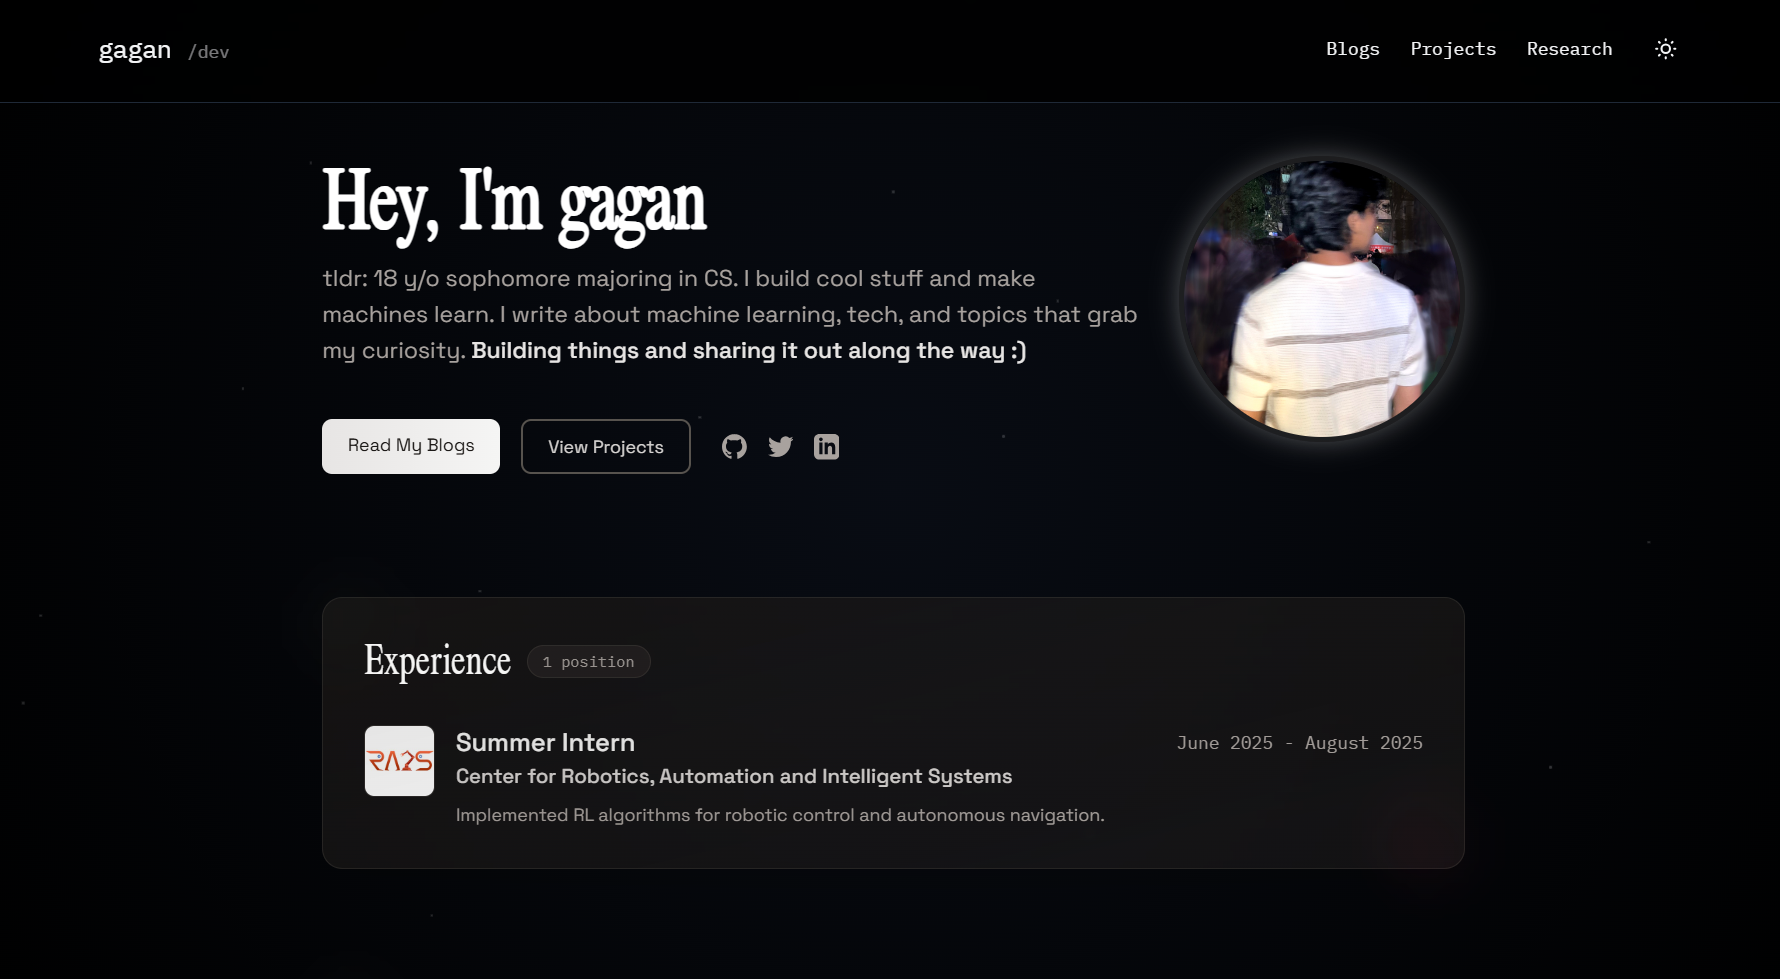 gagan /dev
Blogs Projects Research
Hey, I'm gagan
tldr: 18 y/o sophomore majoring in CS. I build cool stuff and make
machines learn. I write about machine learning, tech, and topics that grab
my curiosity. Building things and sharing it out along the way :)
Read My Blogs
View Projects
in
Experience
1 position
RAIS
Summer Intern
June 2025 - August 2025
Center for Robotics, Automation and Intelligent Systems
Implemented RL algorithms for robotic control and autonomous navigation.